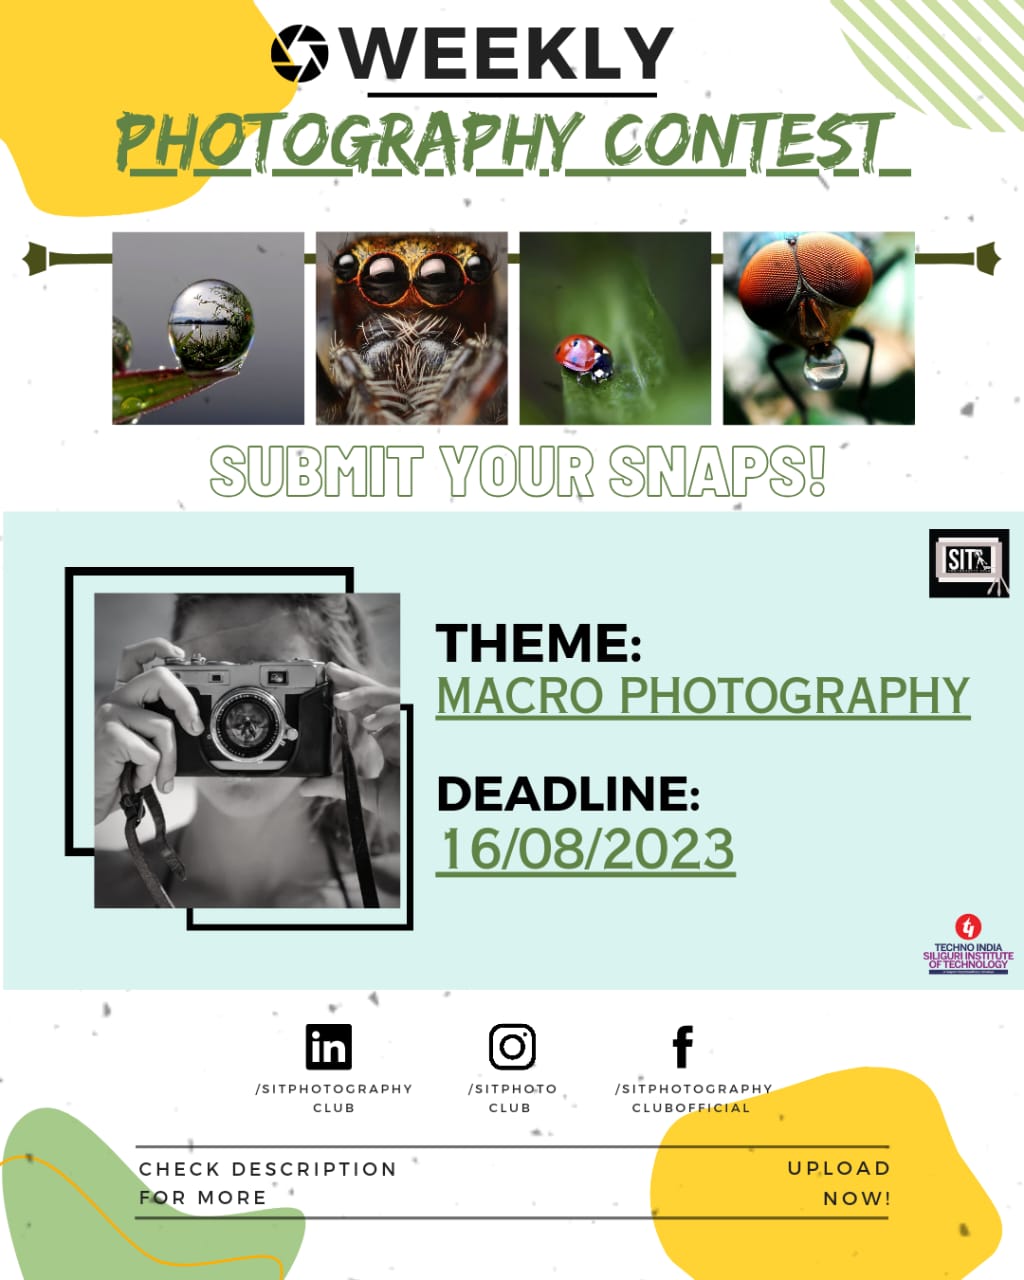 WEEKLY
PHOTOGRAPHY CONTEST
SUBMIT YOUR SNAPS!
SIT
THEME:
MACRO PHOTOGRAPHY
DEADLINE:
16/08/2023
TECHNO INDIA
SILIGURI INSTITUTE
OF TECHNOLOGY
/SITPHOTOGRAPHY
CLUB
/SITPHOTO
CLUB
/SITPHOTOGRAPHY
CLUBOFFICIAL
CHECK DESCRIPTION
FOR MORE
UPLOAD
NOW!